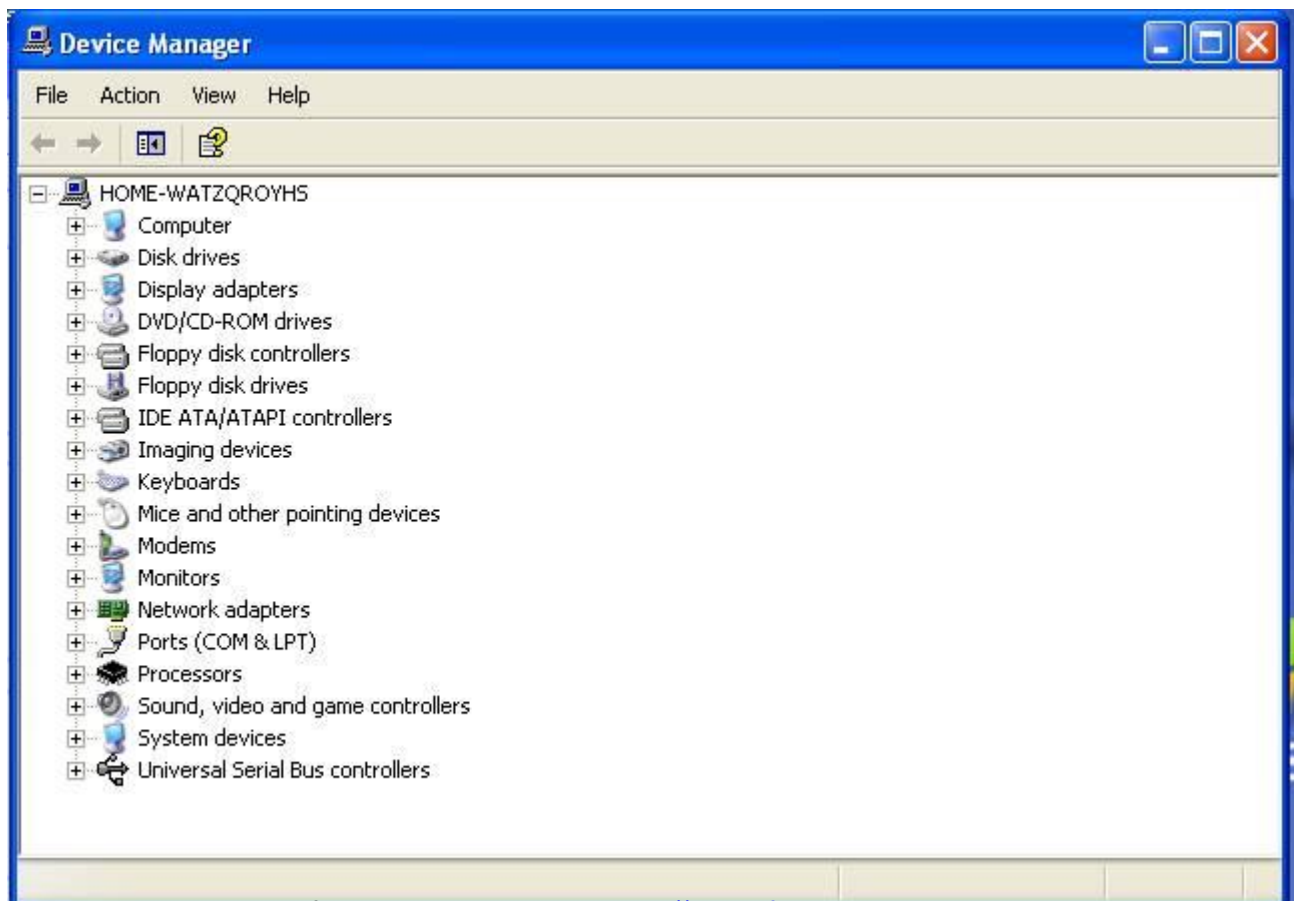 Device Manager
File Action View Help
HOME-WATZQROYHS
Computer
Disk drives
Display adapters
DVD/CD-ROM drives
Floppy disk controllers
Floppy disk drives
IDE ATA/ATAPI controllers
Imaging devices
Keyboards
Mice and other pointing devices
Modems
Monitors
Network adapters
Ports (COM & LPT)
Processors
Sound, video and game controllers
System devices
Universal Serial Bus controllers